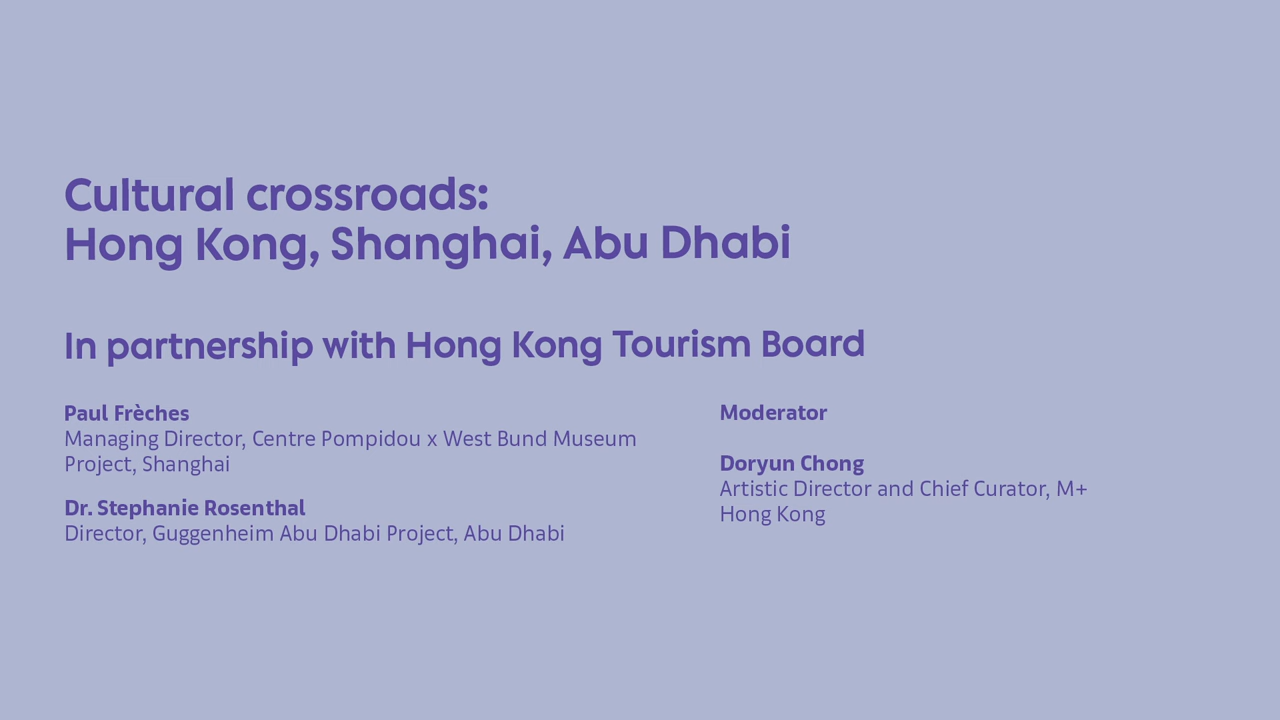 Cultural crossroads:
Hong Kong, Shanghai, Abu Dhabi
In partnership with Hong Kong Tourism Board
Paul Frèches
Managing Director, Centre Pompidou x West Bund Museum
Project, Shanghai
Dr. Stephanie Rosenthal
Director, Guggenheim Abu Dhabi Project, Abu Dhabi
Moderator
Doryun Chong
Artistic Director and Chief Curator, M+
Hong Kong